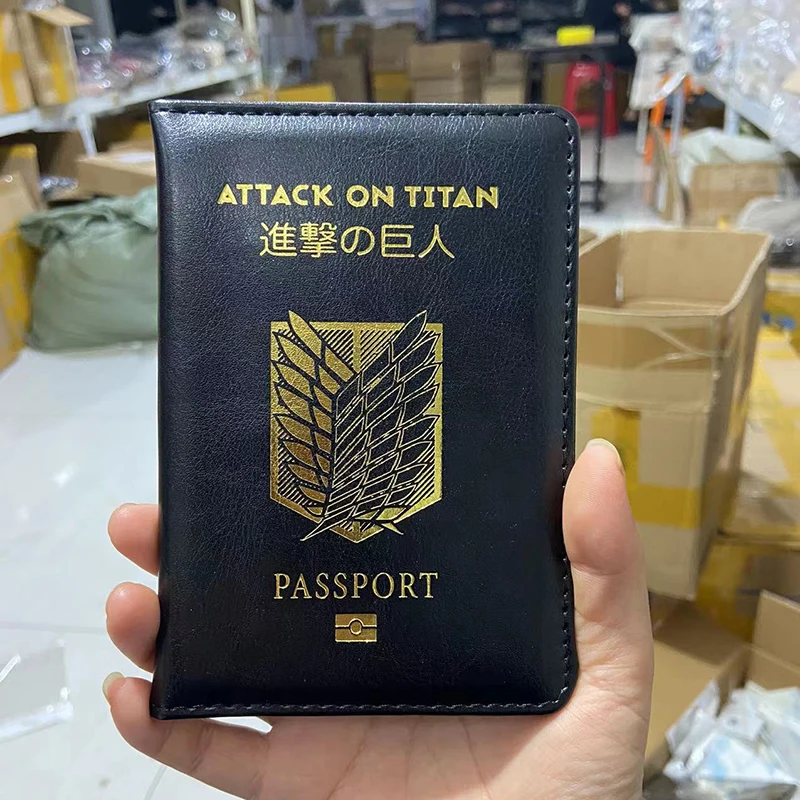 ATTACK ON TITAN
進撃の巨人
PASSPORT